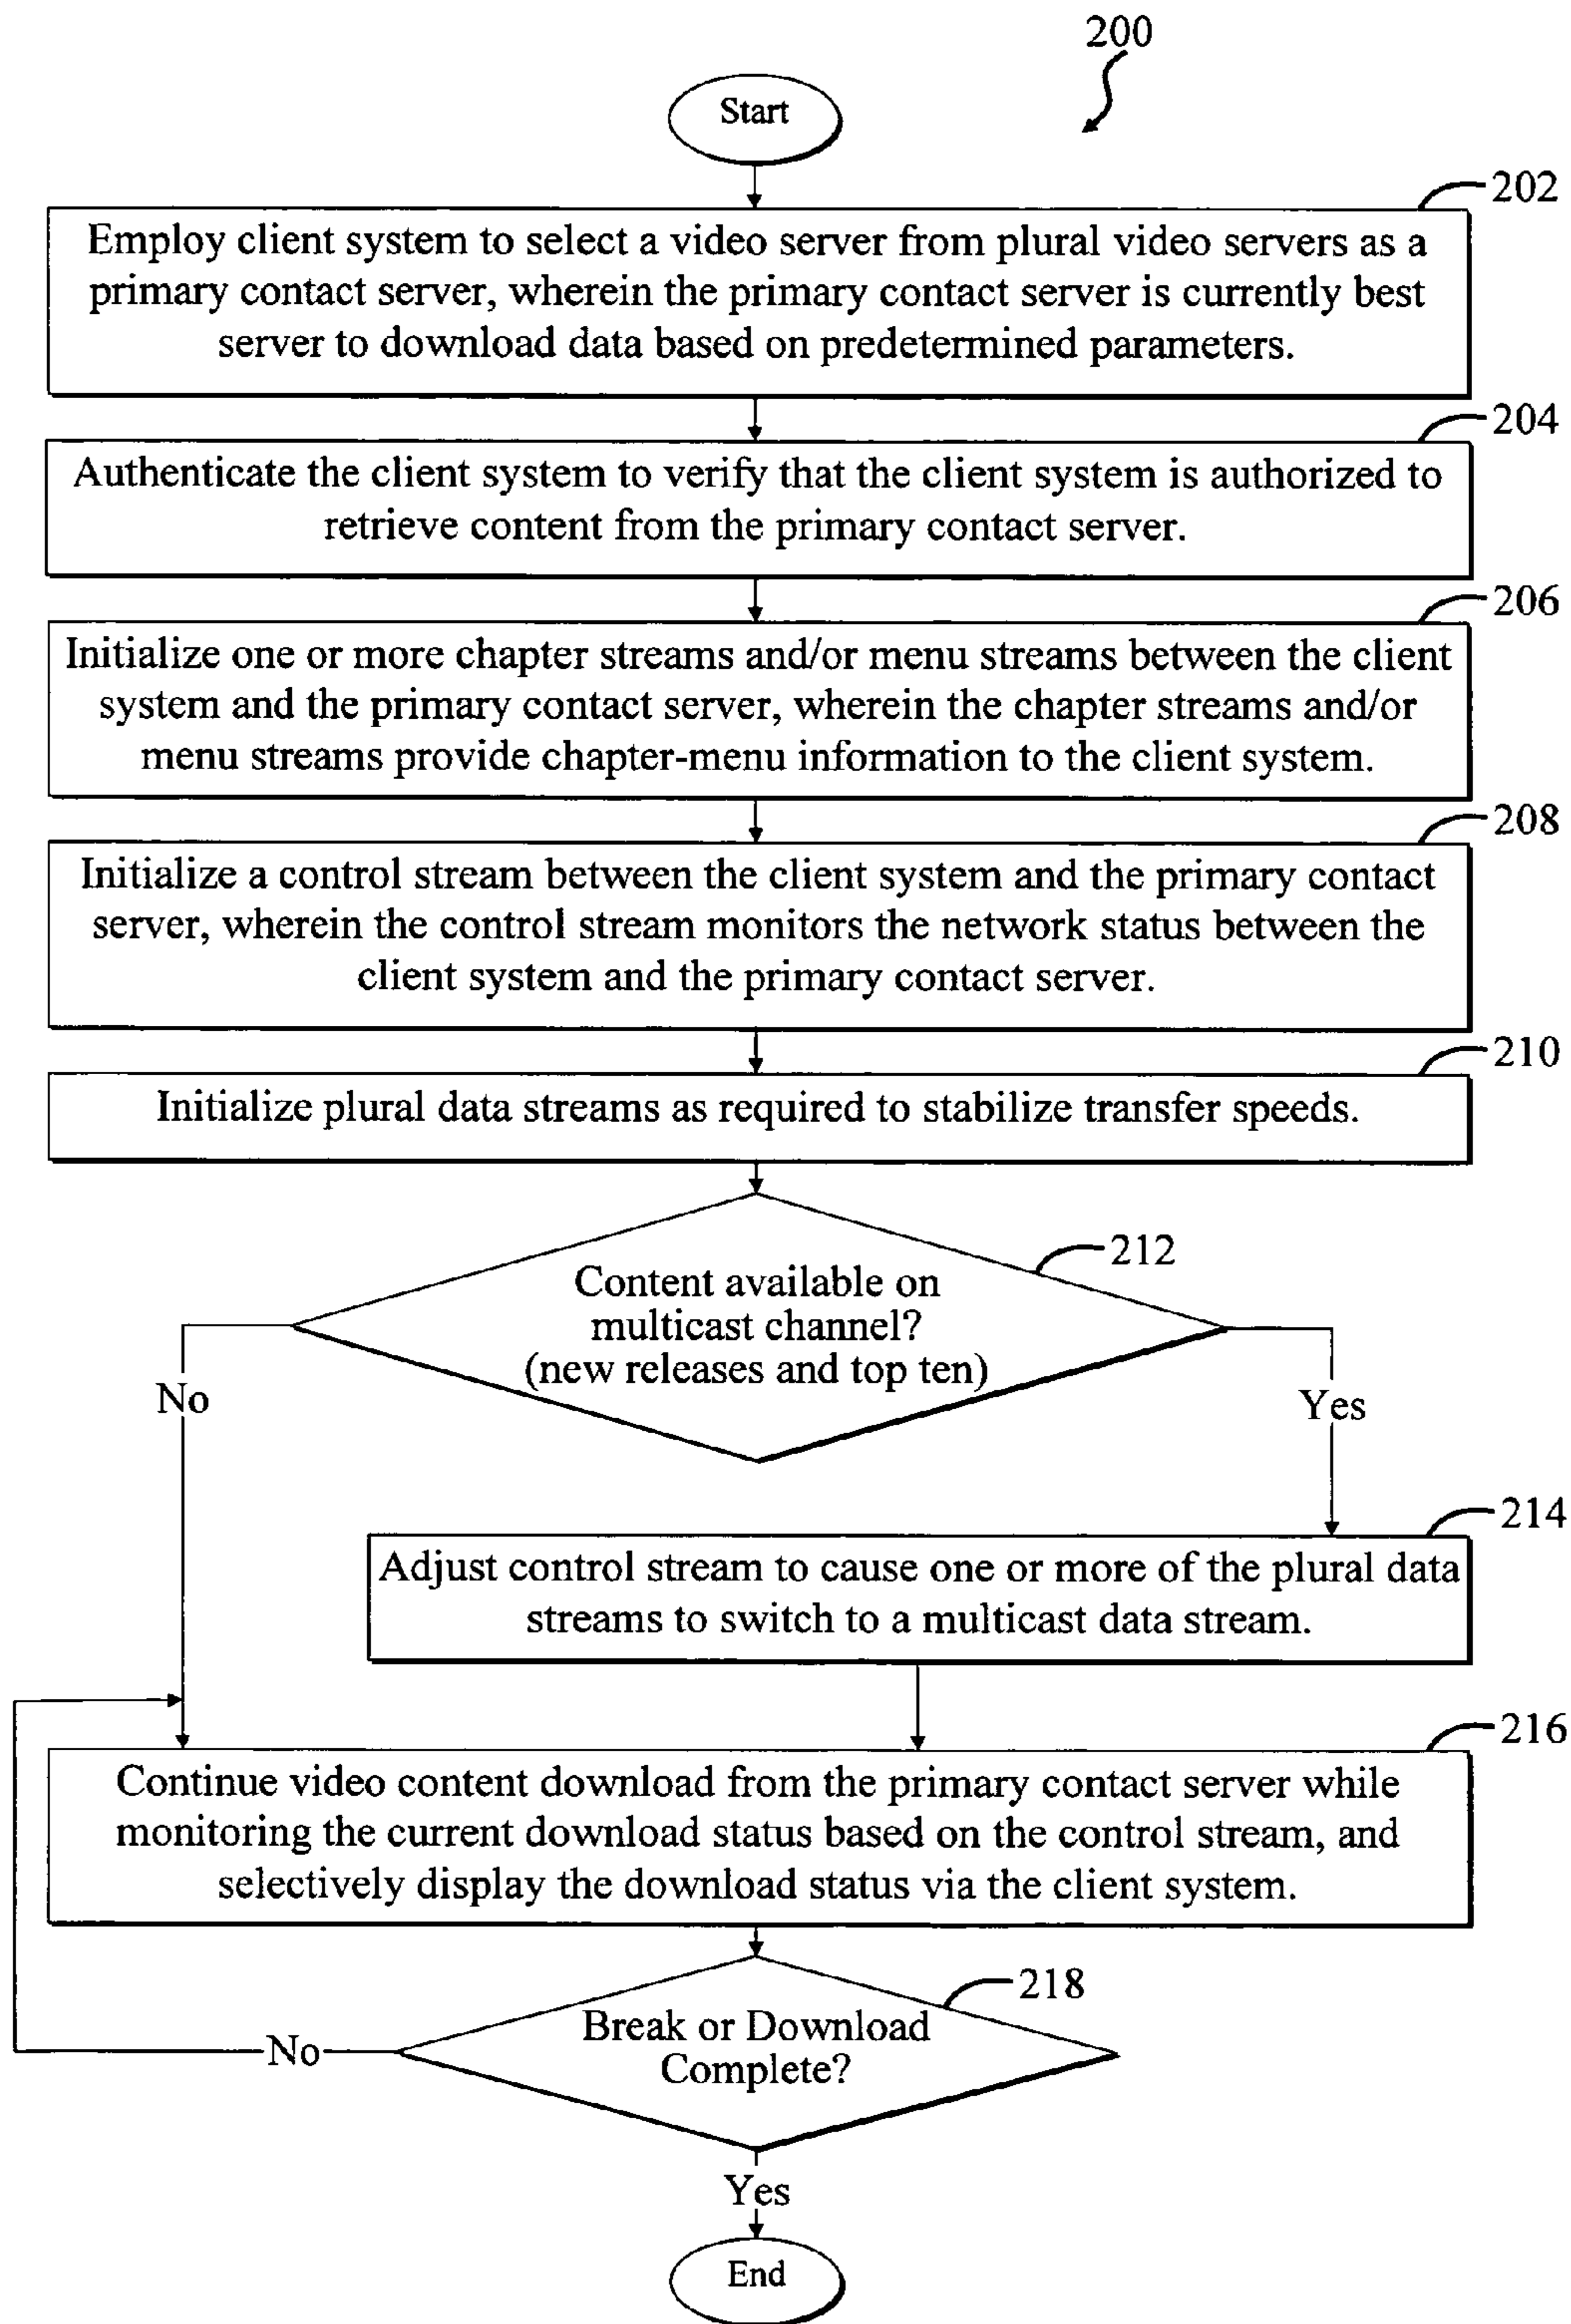 200
Start
202
Employ client system to select a video server from plural video servers as a
primary contact server, wherein the primary contact server is currently best
server to download data based on predetermined parameters.
204
Authenticate the client system to verify that the client system is authorized to
retrieve content from the primary contact server.
206
Initialize one or more chapter streams and/or menu streams between the client
system and the primary contact server, wherein the chapter streams and/or
menu streams provide chapter-menu information to the client system.
208
Initialize a control stream between the client system and the primary contact
server, wherein the control stream monitors the network status between the
client system and the primary contact server.
210
Initialize plural data streams as required to stabilize transfer speeds.
212
Content available on
multicast channel?
(new releases and top ten)
No
Yes
214
Adjust control stream to cause one or more of the plural data
streams to switch to a multicast data stream.
216
Continue video content download from the primary contact server while
monitoring the current download status based on the control stream, and
selectively display the download status via the client system.
218
Break or Download
Complete?
No
Yes
End